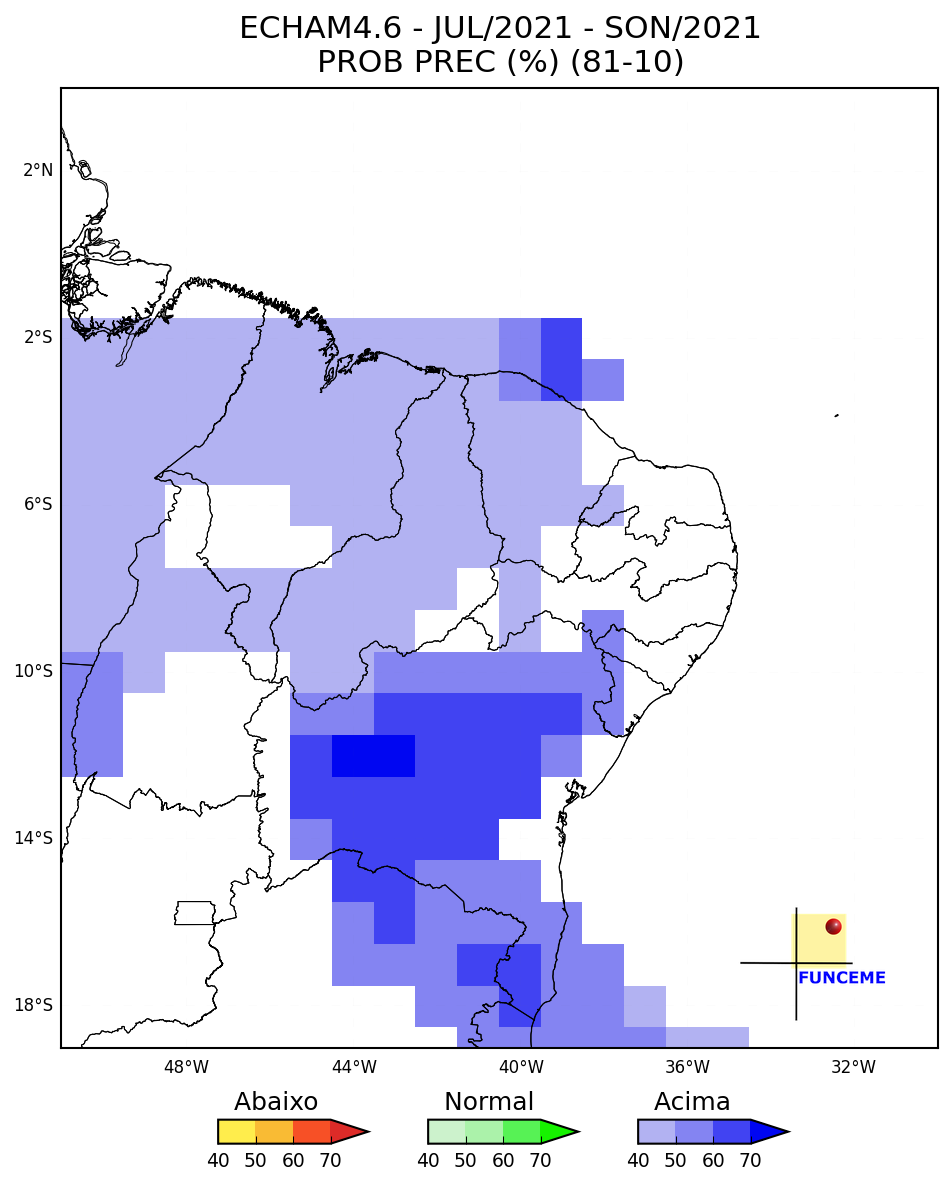 ECHAM4.6 - JUL/2021 - SON/2021
PROB PREC (%) (81-10)
2°N
2°S
6°S
10°S
14°S
18°S
FUNCEME
48°W 44°W 40°W 36°W 32°W
Abaixo Normal Acima
40 50 60 70 40 50 60 70 40 50 60 70